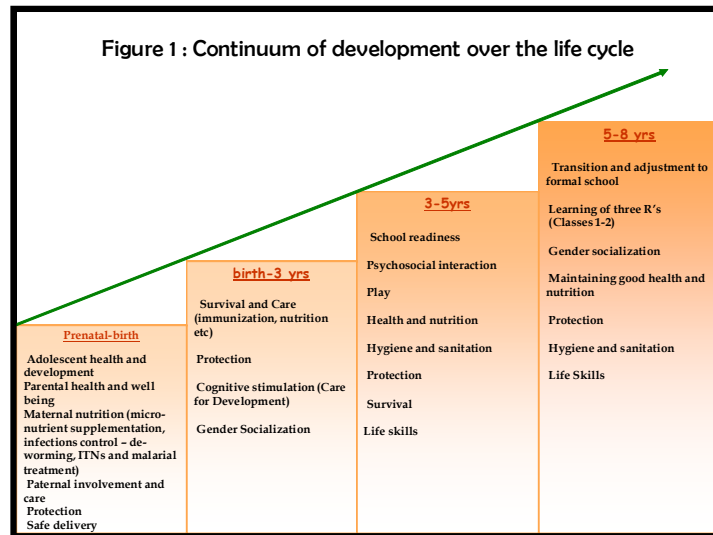 Figure 1 : Continuum of development over the life cycle
Prenatal-birth
Adolescent health and
development
Parental health and well
being
Maternal nutrition (micro-
nutrient supplementation,
infections control – de-
worming, ITNs and malarial
treatment)
Paternal involvement and
care
Protection
Safe delivery
birth-3 yrs
Survival and Care
(immunization, nutrition
etc)
Protection
Cognitive stimulation (Care
for Development)
Gender Socialization
3-5yrs
School readiness
Psychosocial interaction
Play
Health and nutrition
Hygiene and sanitation
Protection
Survival
Life skills
5-8 yrs
Transition and adjustment to
formal school
Learning of three R's
(Classes 1-2)
Gender socialization
Maintaining good health and
nutrition
Protection
Hygiene and sanitation
Life Skills